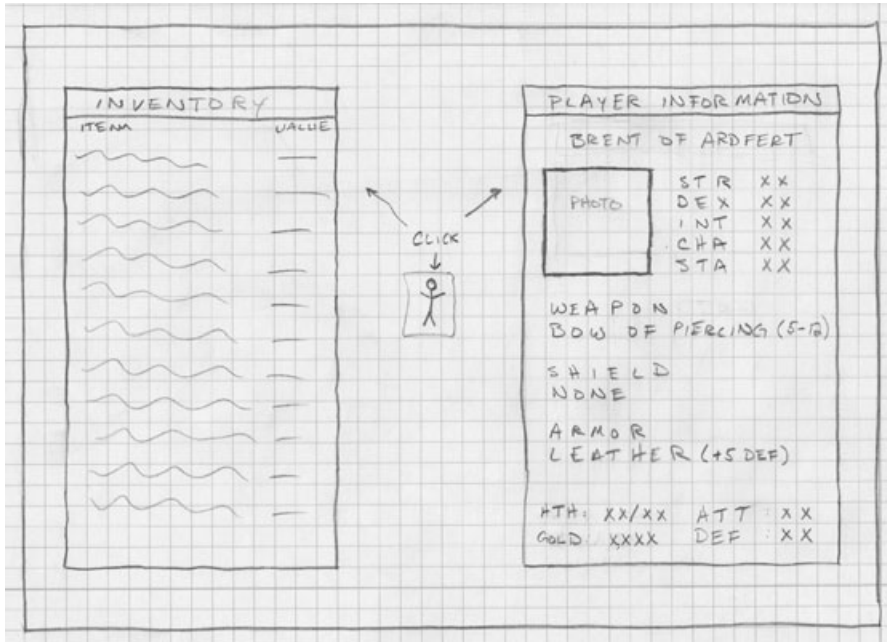 INVENTORY
ITEM VALUE
CLICK
PLAYER INFORMATION
BRENT OF ARDFERT
PHOTO
STR XX
DEX XX
INT XX
CHA XX
STA XX
WEAPON
BOW OF PIERCING (5-12)
SHIELD
NONE
ARMOR
LEATHER (+5 DEF)
HTH: XX/XX ATT : XX
GOLD: X,XXX DEF : XX